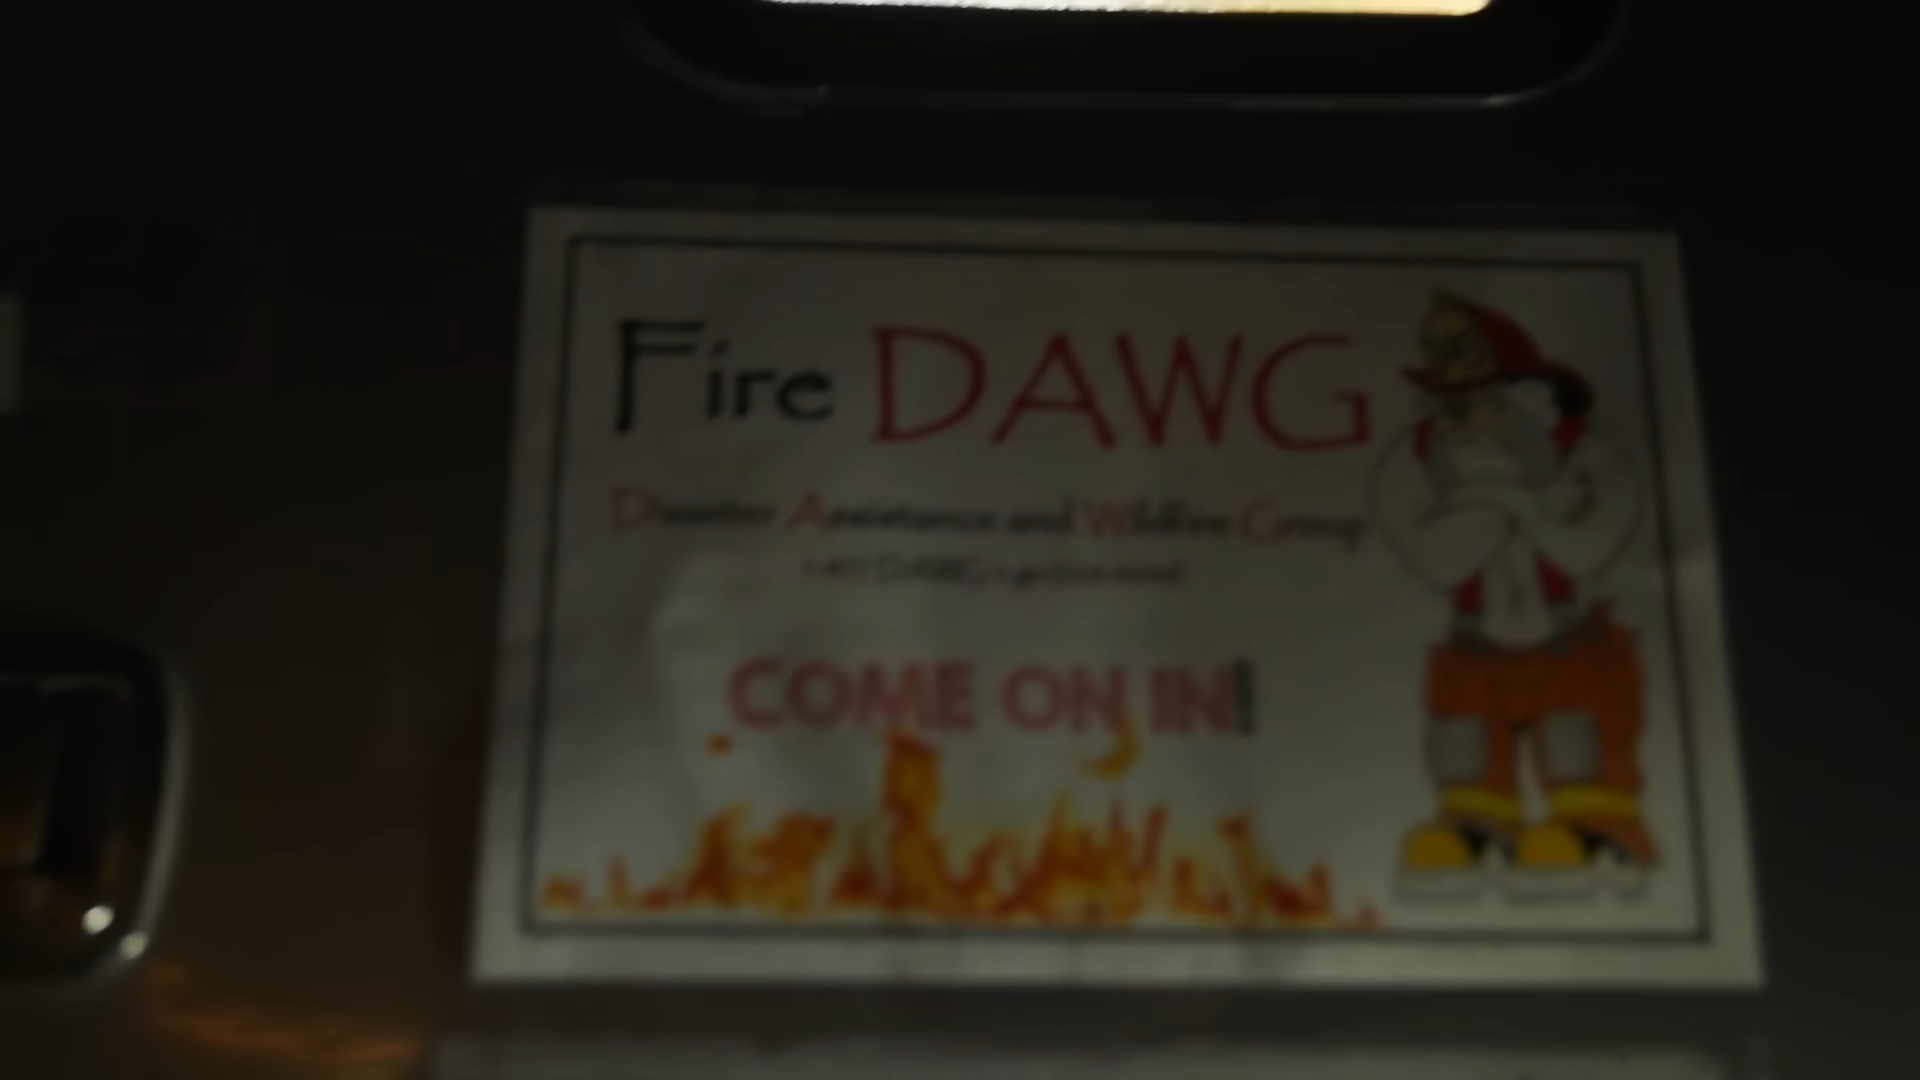 Fire DAWG
Disaster Assistance and Wildfire Group
COME ON IN!